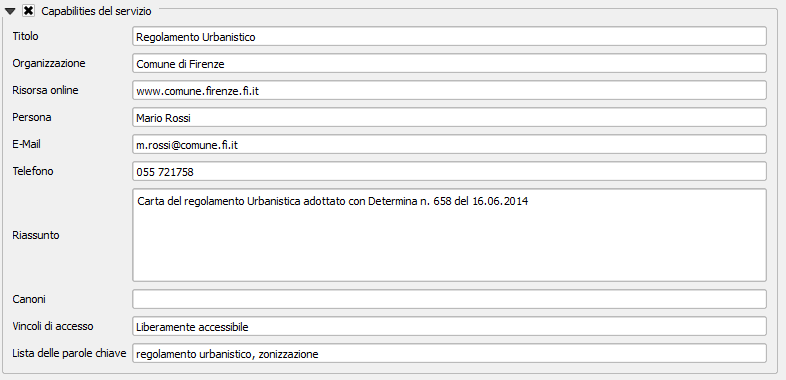 Capabilities del servizio
Titolo Regolamento Urbanistico
Organizzazione Comune di Firenze
Risorsa online www.comune.firenze.fi.it
Persona Mario Rossi
E-Mail m.rossi@comune.fi.it
Telefono 055 721758
Riassunto Carta del regolamento Urbanistica adottato con Determina n. 658 del 16.06.2014
Canoni
Vincoli di accesso Liberamente accessibile
Lista delle parole chiave regolamento urbanistico, zonizzazione